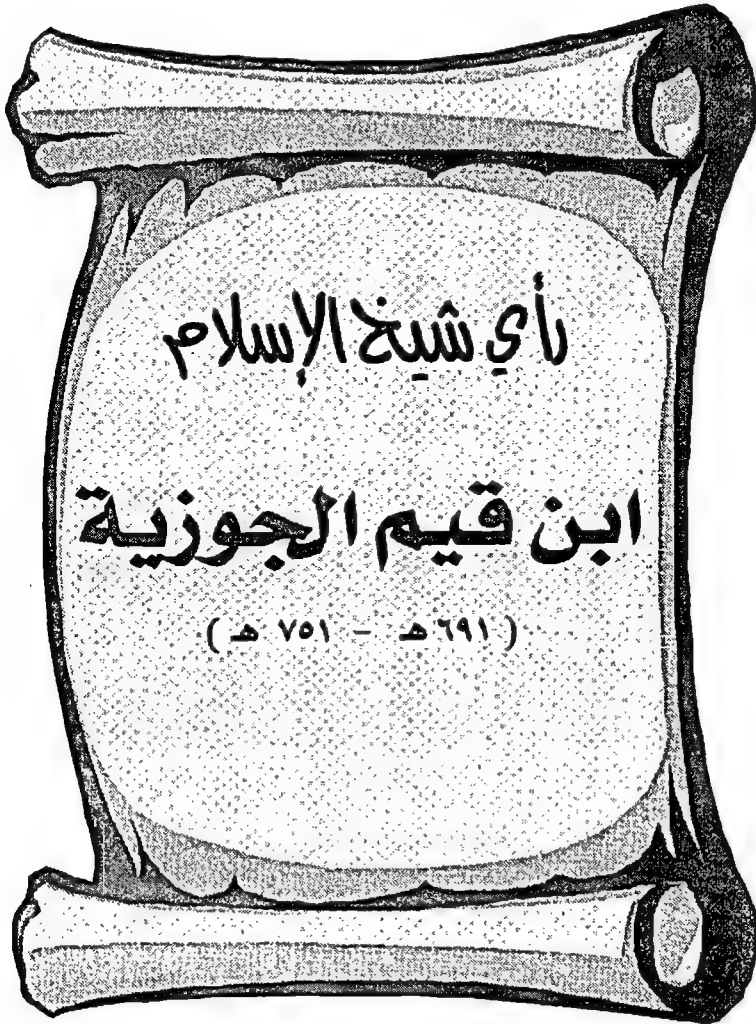 رأي شيخ الإسلام
ابن قيم الجوزية
( ٦٩١ هـ - ٧٥١ هـ )